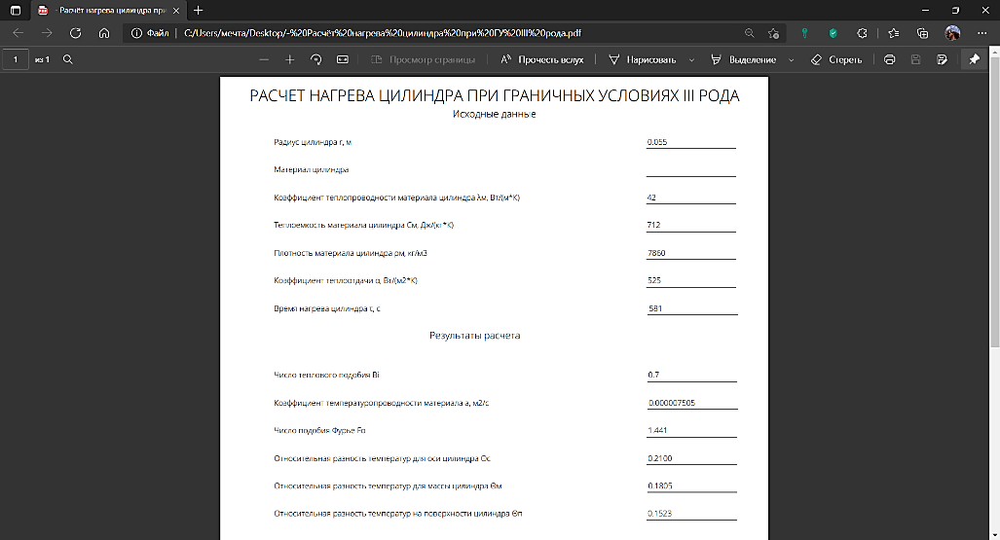 - Расчёт нагрева цилиндра при
Файл
C:/Users/мечта/Desktop/-%20Расчёт%20нагрева%20цилиндра%20при%20ГУ%20III%20рода.pdf
1 из 1
Просмотр страницы
Прочесть вслух
Нарисовать
Выделение
Стереть
РАСЧЕТ НАГРЕВА ЦИЛИНДРА ПРИ ГРАНИЧНЫХ УСЛОВИЯХ III РОДА
Исходные данные
Радиус цилиндра r, м 0.055
Материал цилиндра
Коэффициент теплопроводности материала цилиндра λм, Вт/(м*К) 42
Теплоемкость материала цилиндра См, Дж/(кг*К) 712
Плотность материала цилиндра ρм, кг/м3 7860
Коэффициент теплоотдачи α, Вт/(м2*К) 525
Время нагрева цилиндра τ, с 581
Результаты расчета
Число теплового подобия Bi 0.7
Коэффициент температуропроводности материала а, м2/с 0.000007505
Число подобия Фурье Fo 1.441
Относительная разность температур для оси цилиндра Θс 0.2100
Относительная разность температур для массы цилиндра Θм 0.1805
Относительная разность температур на поверхности цилиндра Θп 0.1523